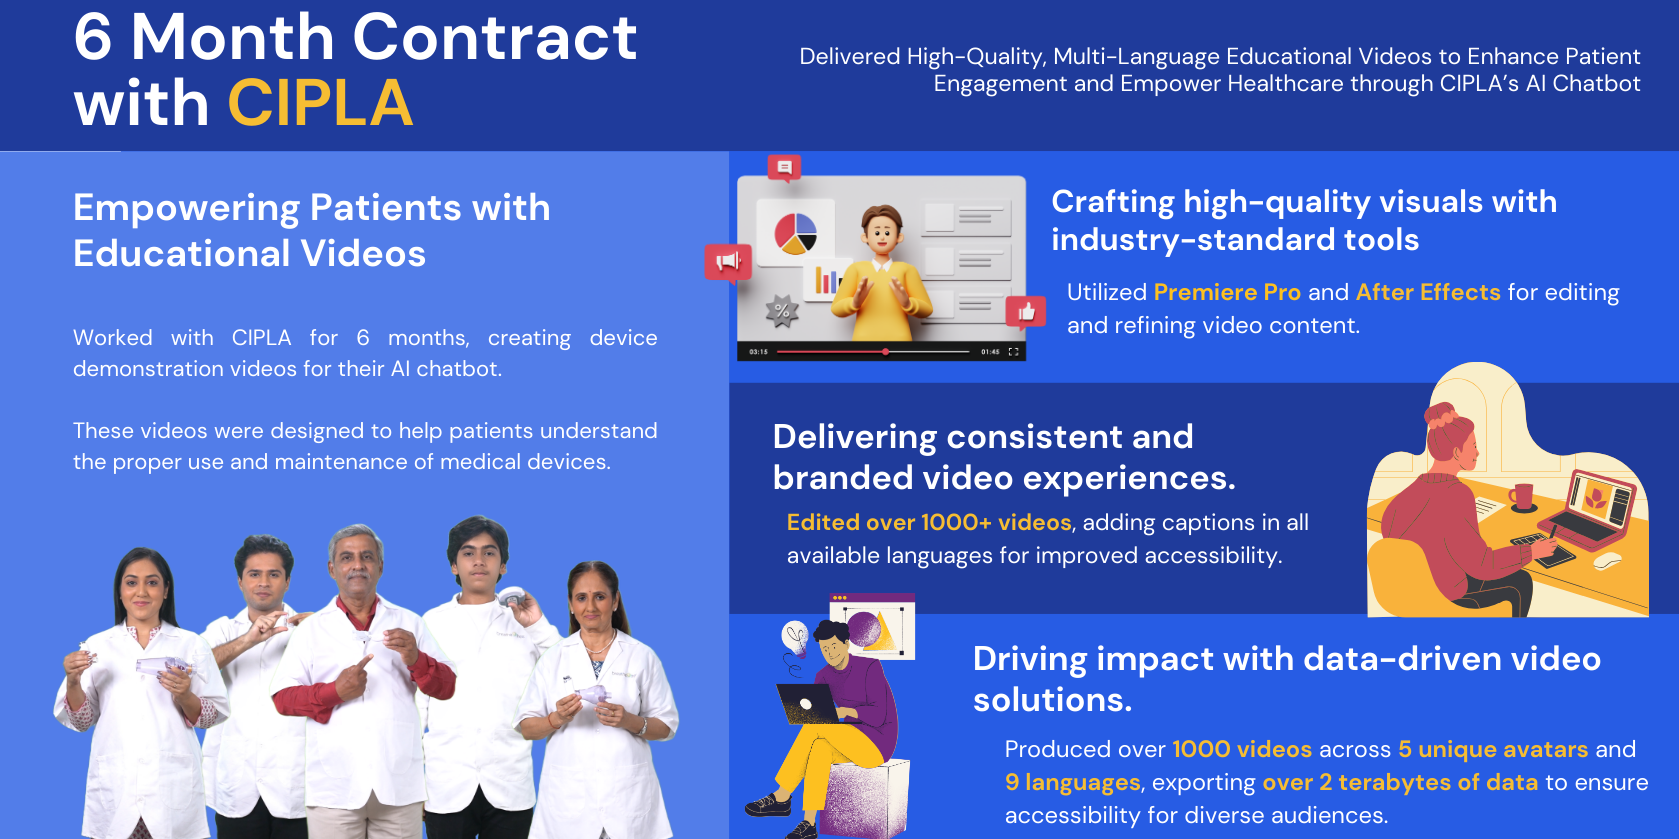 6 Month Contract
with CIPLA
Delivered High-Quality, Multi-Language Educational Videos to Enhance Patient
Engagement and Empower Healthcare through CIPLA's AI Chatbot
Empowering Patients with
Educational Videos
Worked with CIPLA for 6 months, creating device
demonstration videos for their AI chatbot.
These videos were designed to help patients understand
the proper use and maintenance of medical devices.
%
03:15
01:45
Crafting high-quality visuals with
industry-standard tools
Utilized Premiere Pro and After Effects for editing
and refining video content.
Delivering consistent and
branded video experiences.
Edited over 1000+ videos, adding captions in all
available languages for improved accessibility.
Driving impact with data-driven video
solutions.
Produced over 1000 videos across 5 unique avatars and
9 languages, exporting over 2 terabytes of data to ensure
accessibility for diverse audiences.